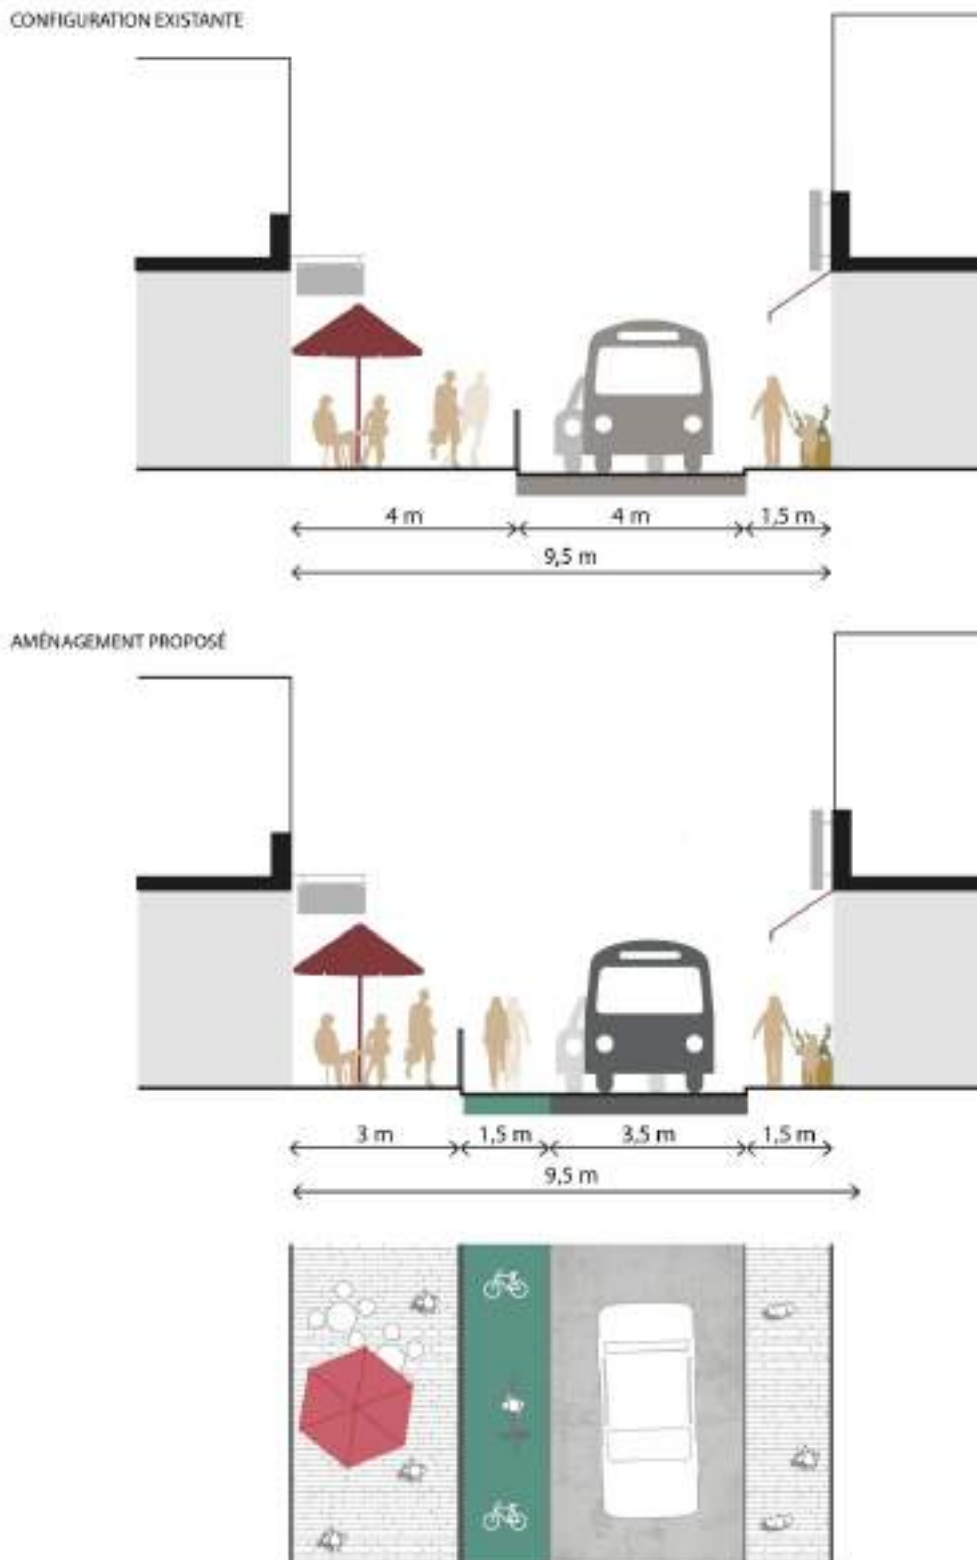 CONFIGURATION EXISTANTE
4 m 4 m 1,5 m
9,5 m
AMÉNAGEMENT PROPOSÉ
3 m 1,5 m 3,5 m 1,5 m
9,5 m